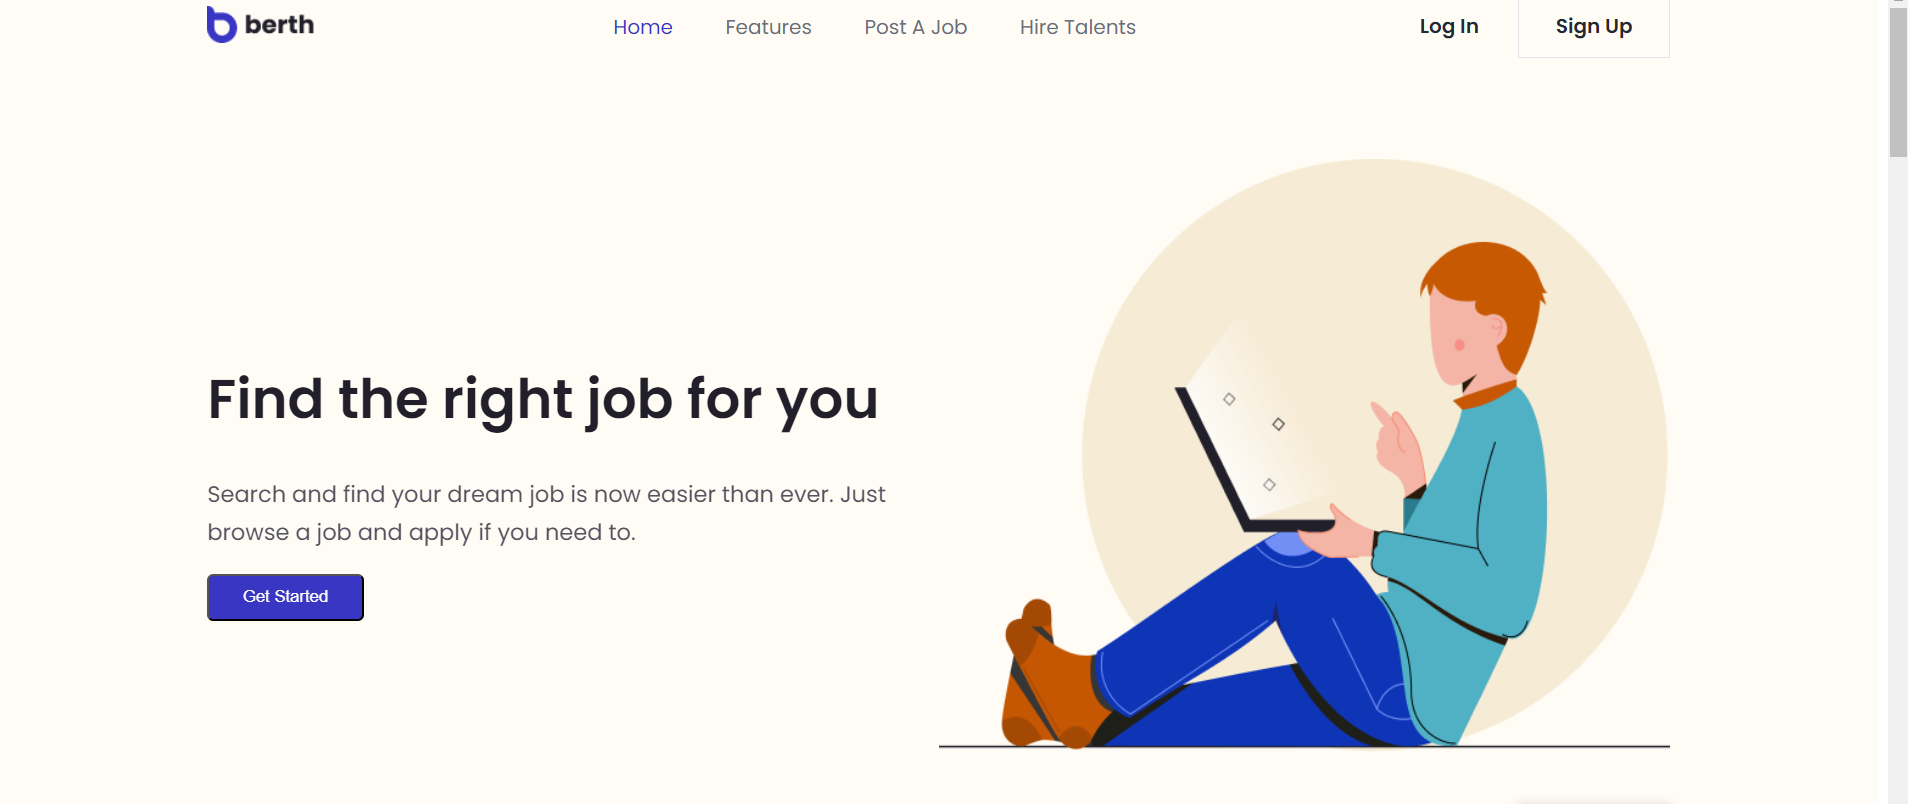 berth
Home
Features
Post A Job
Hire Talents
Log In
Sign Up
Find the right job for you
Search and find your dream job is now easier than ever. Just
browse a job and apply if you need to.
Get Started